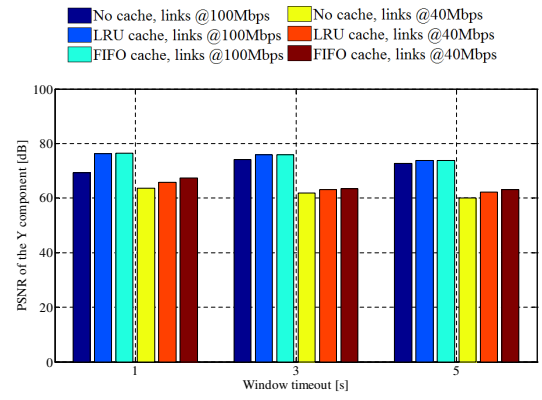 No cache, links @100Mbps No cache, links @40Mbps
LRU cache, links @100Mbps LRU cache, links @40Mbps
FIFO cache, links @100Mbps FIFO cache, links @40Mbps
100
80
60
40
20
0
PSNR of the Y component [dB]
1 3 5
Window timeout [s]